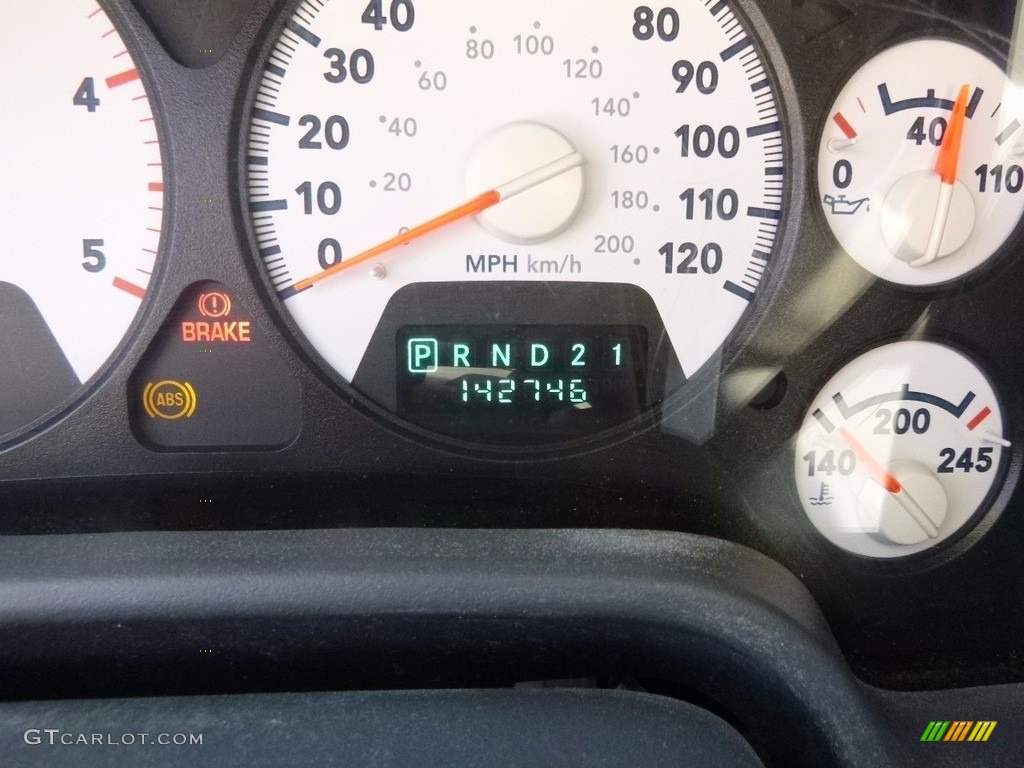 40 80
80 100
30 60 120 90
4 140
20 40 100 40
160
0 110
10 20 180 110
5 0 200 120
MPH km/h
BRAKE
P R N D 2 1
142746
ABS
200
140 245
GTCARLOT.COM